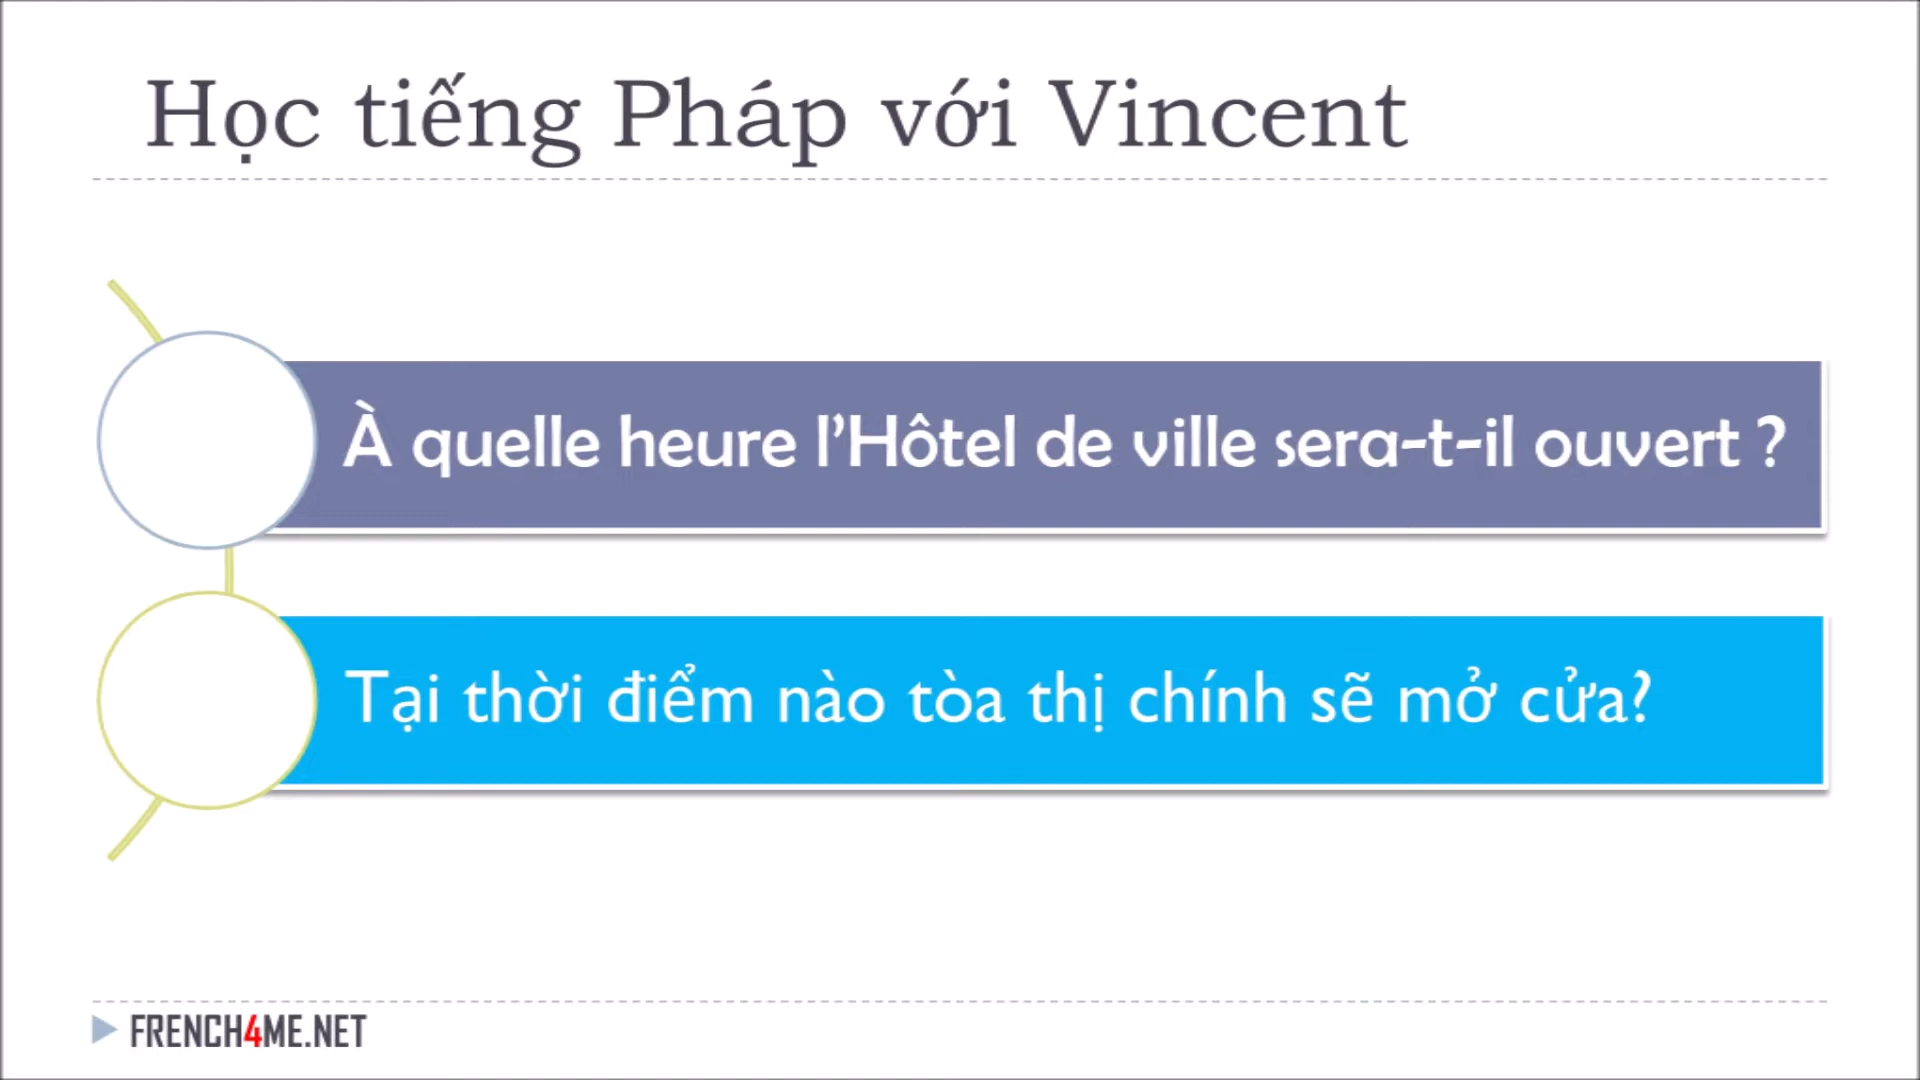 Học tiếng Pháp với Vincent
À quelle heure l’Hôtel de ville sera-t-il ouvert ?
Tại thời điểm nào tòa thị chính sẽ mở cửa?
FRENCH4ME.NET